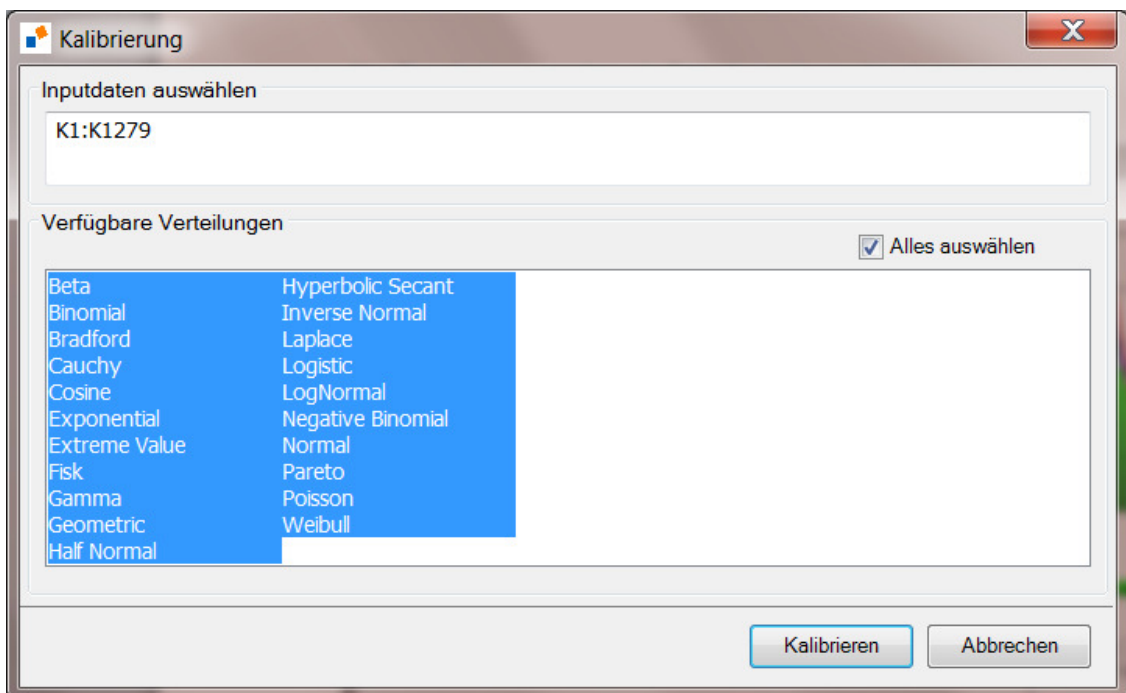 Kalibrierung
Inputdaten auswählen
K1:K1279
Verfügbare Verteilungen
Alles auswählen
Beta
Binomial
Bradford
Cauchy
Cosine
Exponential
Extreme Value
Fisk
Gamma
Geometric
Half Normal
Hyperbolic Secant
Inverse Normal
Laplace
Logistic
LogNormal
Negative Binomial
Normal
Pareto
Poisson
Weibull
Kalibrieren
Abbrechen